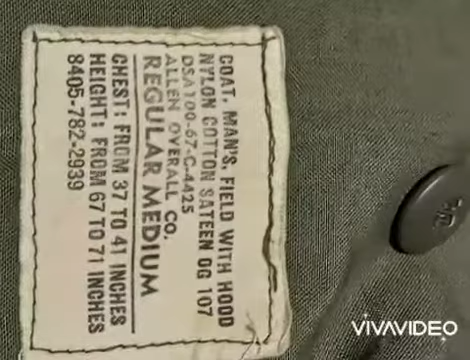 COAT, MAN'S, FIELD WITH HOOD
NYLON COTTON SATEEN OG 107
DSA100-67-C-4425
ALLEN OVERALL CO.
REGULAR MEDIUM
CHEST: FROM 37 TO 41 INCHES
HEIGHT: FROM 67 TO 71 INCHES
8405-782-2939
VIVAVIDEO